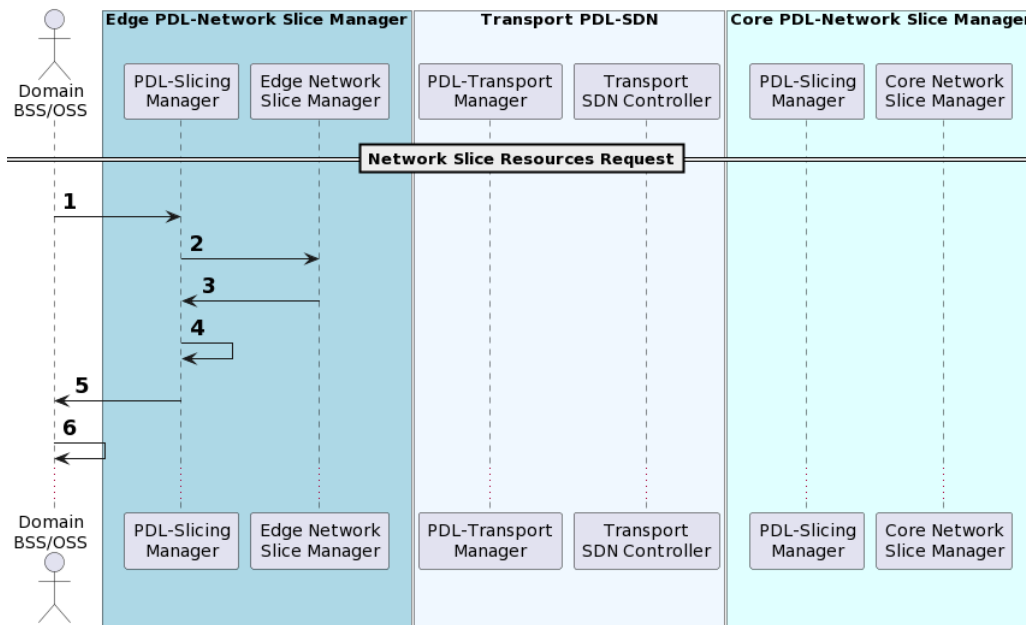 Edge PDL-Network Slice Manager
Transport PDL-SDN
Core PDL-Network Slice Manager
Domain
BSS/OSS
PDL-Slicing
Manager
Edge Network
Slice Manager
PDL-Transport
Manager
Transport
SDN Controller
PDL-Slicing
Manager
Core Network
Slice Manager
Network Slice Resources Request
1
2
3
4
5
6
Domain
BSS/OSS
PDL-Slicing
Manager
Edge Network
Slice Manager
PDL-Transport
Manager
Transport
SDN Controller
PDL-Slicing
Manager
Core Network
Slice Manager